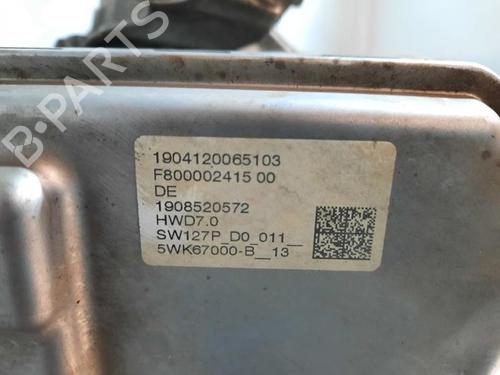 B-PARTS
1904120065103
F800002415 00
DE
1908520572
HWD7.0
SW127P_D0_011__
5WK67000-B__13